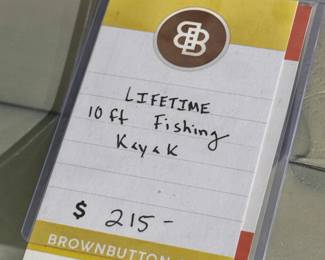 LIFETIME
10 ft Fishing
Kayak
$ 215-
BROWNBUTTON